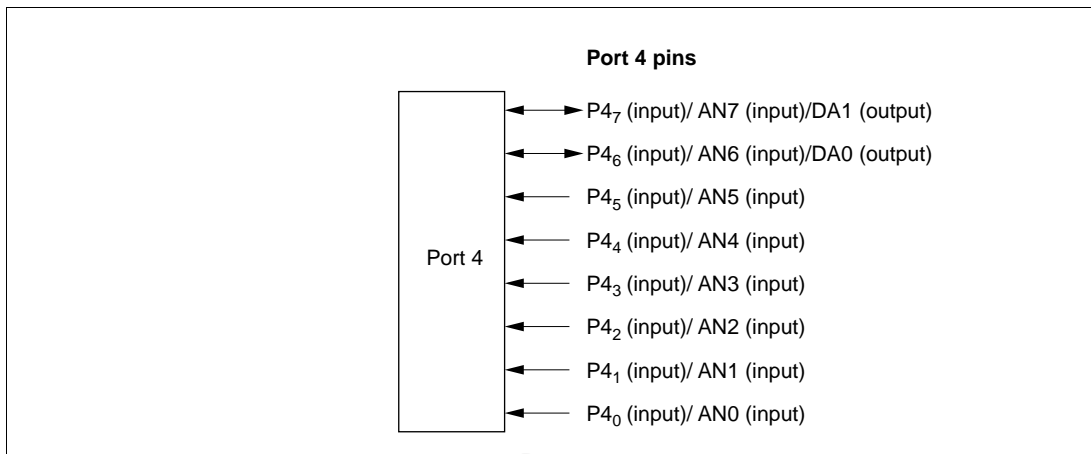 Port 4 pins
P4₇ (input)/ AN7 (input)/DA1 (output)
P4₆ (input)/ AN6 (input)/DA0 (output)
P4₅ (input)/ AN5 (input)
P4₄ (input)/ AN4 (input)
Port 4
P4₃ (input)/ AN3 (input)
P4₂ (input)/ AN2 (input)
P4₁ (input)/ AN1 (input)
P4₀ (input)/ AN0 (input)